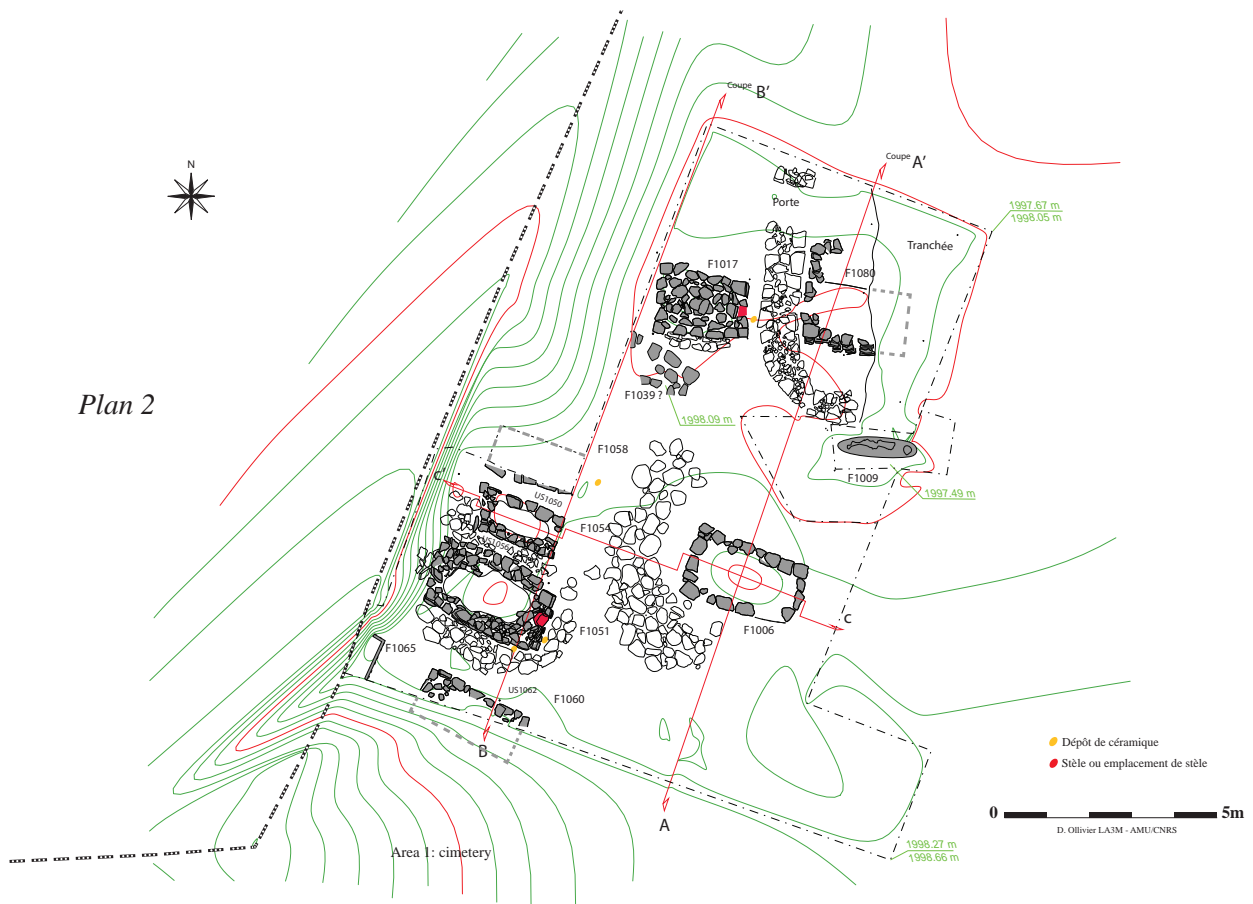 Coupe B'
N
Coupe A'
1997.67 m
1998.05 m
Porte
Tranchée
F1017
F1080
Plan 2
F1039 ?
1998.09 m
F1058
C'
US1050
F1009
1997.49 m
F1054
F1051
F1006
C
F1065
US1062
F1060
B
Dépôt de céramique
Stèle ou emplacement de stèle
A
0
5m
D. Ollivier LA3M - AMU/CNRS
1998.27 m
1998.66 m
Area 1: cimetery